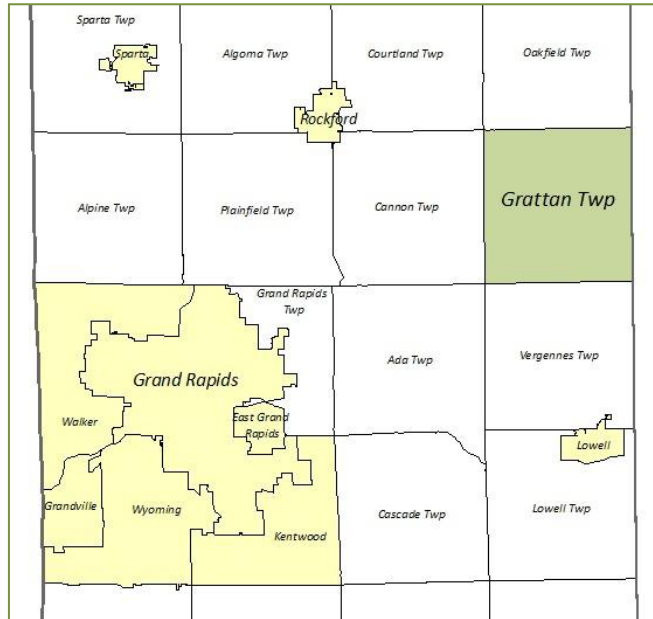 Sparta Twp
Sparta
Algoma Twp
Courtland Twp
Oakfield Twp
Rockford
Alpine Twp
Plainfield Twp
Cannon Twp
Grattan Twp
Grand Rapids
Twp
Grand Rapids
Ada Twp
Vergennes Twp
Walker
East Grand
Rapids
Lowell
Grandville
Wyoming
Kentwood
Cascade Twp
Lowell Twp